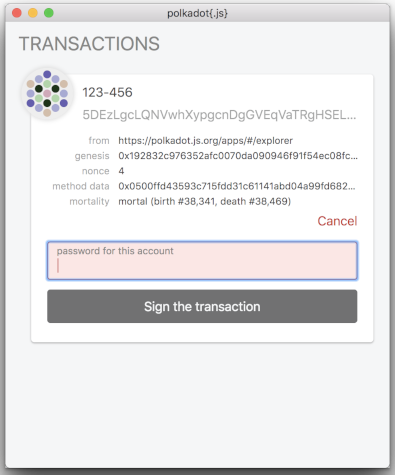 polkadot{.js}
TRANSACTIONS
123-456
5DEzLgcLQNVwhXypgcnDgGVEqVaTRgHSEL...
from https://polkadot.js.org/apps/#/explorer
genesis 0x192832c976352afc0070da090946f91f54ec08fc...
nonce 4
method data 0x0500ffd43593c715fdd31c61141abd04a99fd682...
mortality mortal (birth #38,341, death #38,469)
Cancel
password for this account
Sign the transaction